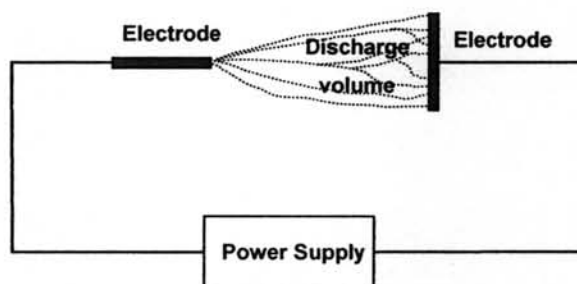 Electrode
Discharge
Electrode
volume
Power Supply